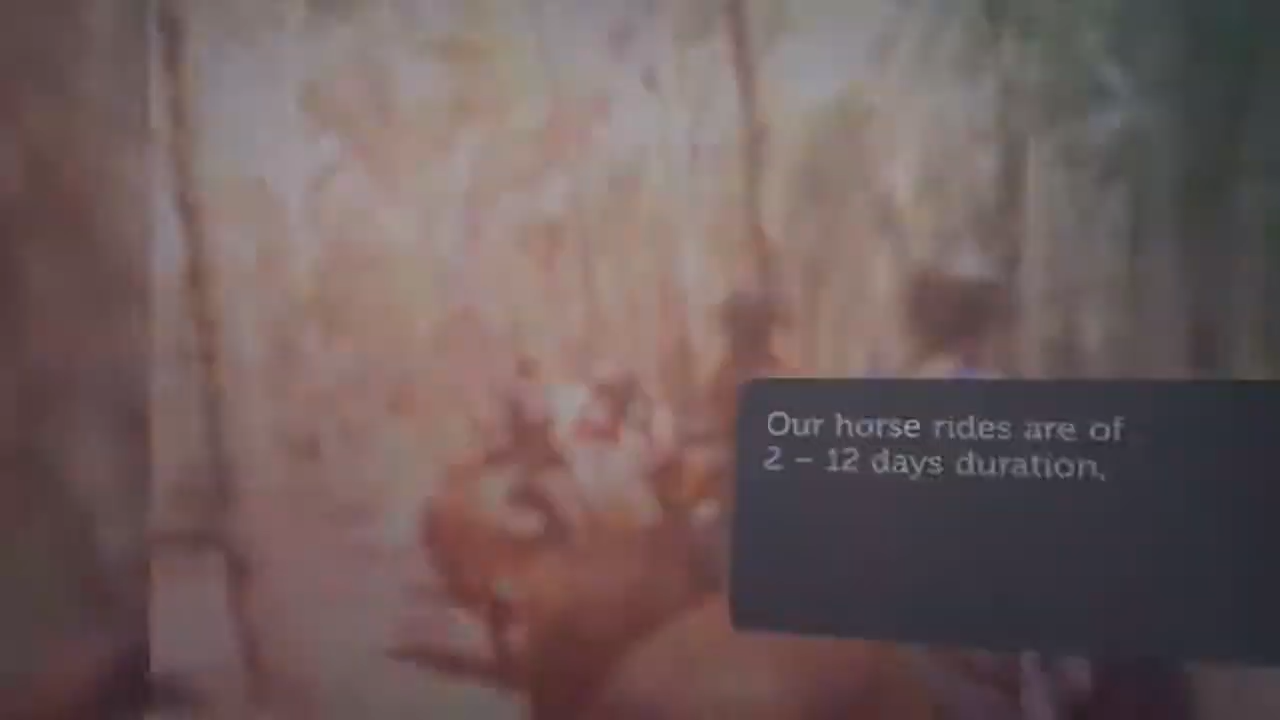 Our horse rides are of
2 – 12 days duration,